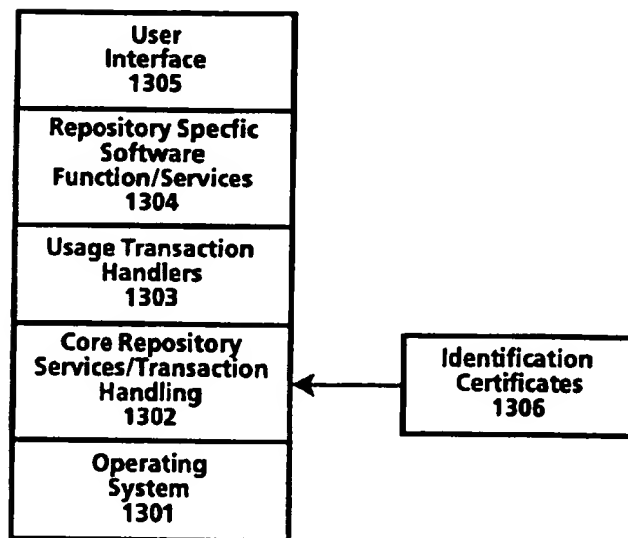 User
Interface
1305
Repository Specfic
Software
Function/Services
1304
Usage Transaction
Handlers
1303
Core Repository
Services/Transaction
Handling
1302
Operating
System
1301
Identification
Certificates
1306